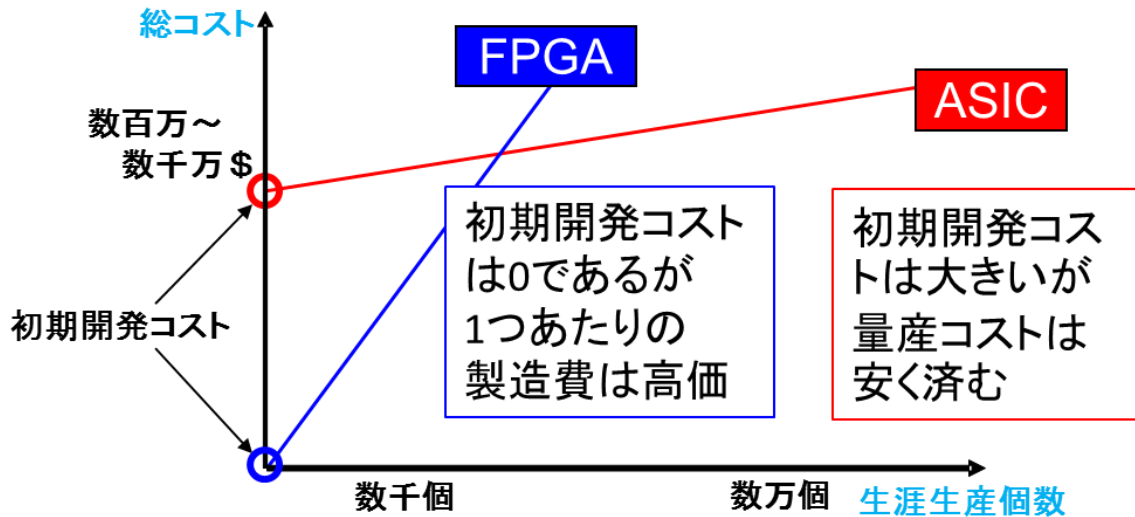 総コスト
FPGA
ASIC
数百万～
数千万$
初期開発コスト
初期開発コスト
は0であるが
1つあたりの
製造費は高価
初期開発コス
トは大きいが
量産コストは
安く済む
数千個
数万個
生涯生産個数